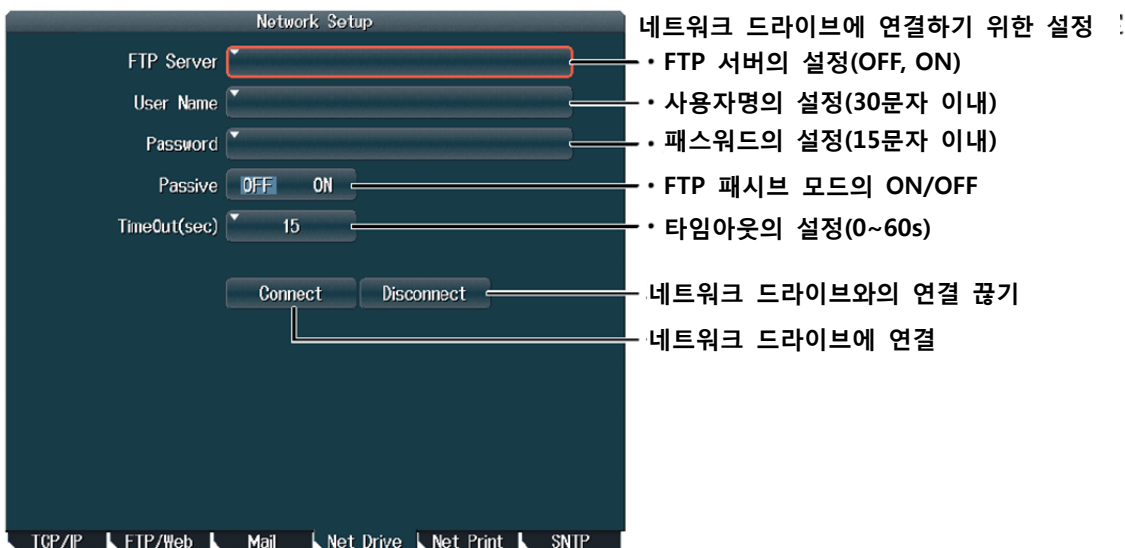 Network Setup
네트워크 드라이브에 연결하기 위한 설정
FTP Server
・FTP 서버의 설정(OFF, ON)
User Name
・사용자명의 설정(30문자 이내)
Password
・패스워드의 설정(15문자 이내)
Passive OFF ON
・FTP 패시브 모드의 ON/OFF
TimeOut(sec) 15
・타임아웃의 설정(0~60s)
Connect Disconnect
네트워크 드라이브와의 연결 끊기
네트워크 드라이브에 연결
TCP/IP FTP/Web Mail Net Drive Net Print SNTP